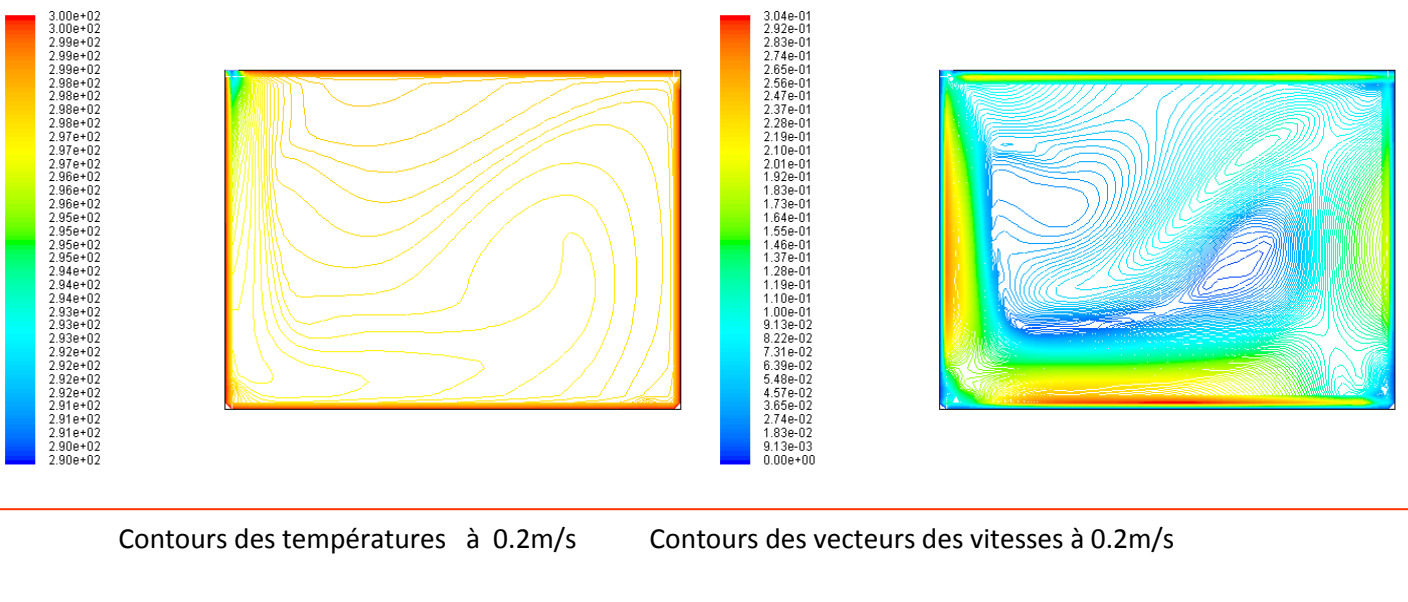 3.00e+02
3.00e+02
2.99e+02
2.99e+02
2.99e+02
2.98e+02
2.98e+02
2.98e+02
2.98e+02
2.97e+02
2.97e+02
2.97e+02
2.96e+02
2.96e+02
2.96e+02
2.95e+02
2.95e+02
2.95e+02
2.95e+02
2.94e+02
2.94e+02
2.94e+02
2.93e+02
2.93e+02
2.93e+02
2.92e+02
2.92e+02
2.92e+02
2.92e+02
2.91e+02
2.91e+02
2.91e+02
2.90e+02
2.90e+02
3.04e-01
2.92e-01
2.83e-01
2.74e-01
2.65e-01
2.56e-01
2.47e-01
2.37e-01
2.28e-01
2.19e-01
2.10e-01
2.01e-01
1.92e-01
1.83e-01
1.73e-01
1.64e-01
1.55e-01
1.46e-01
1.37e-01
1.28e-01
1.19e-01
1.10e-01
1.00e-01
9.13e-02
8.22e-02
7.31e-02
6.39e-02
5.48e-02
4.57e-02
3.65e-02
2.74e-02
1.83e-02
9.13e-03
0.00e+00
Contours des températures à 0.2m/s
Contours des vecteurs des vitesses à 0.2m/s